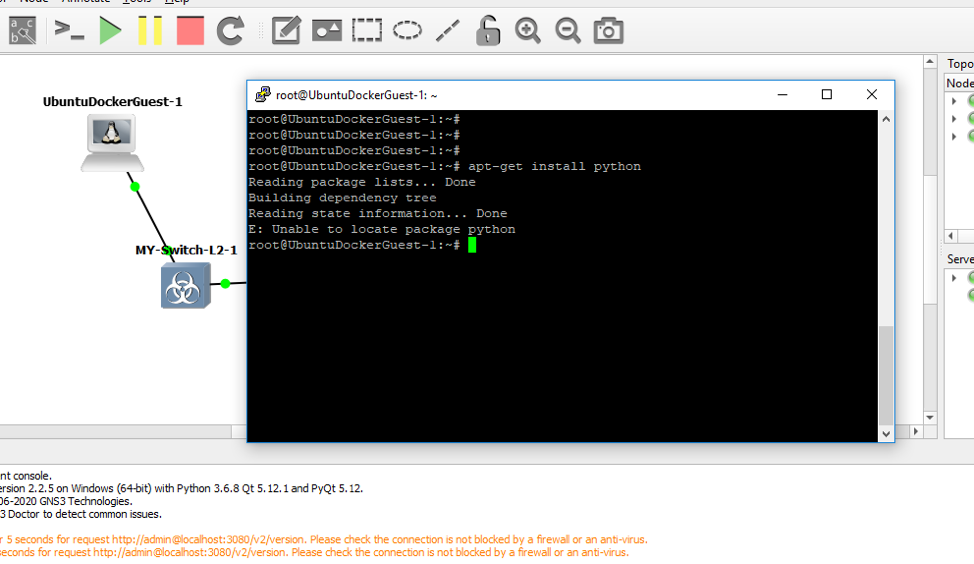 Node Annotate Tools Help
a c
Topo
Node
UbuntuDockerGuest-1
MY-Switch-L2-1
root@UbuntuDockerGuest-1: ~
root@UbuntuDockerGuest-1:~#
root@UbuntuDockerGuest-1:~#
root@UbuntuDockerGuest-1:~#
root@UbuntuDockerGuest-1:~# apt-get install python
Reading package lists... Done
Building dependency tree
Reading state information... Done
E: Unable to locate package python
root@UbuntuDockerGuest-1:~#
Serve
nt console.
ersion 2.2.5 on Windows (64-bit) with Python 3.6.8 Qt 5.12.1 and PyQt 5.12.
06-2020 GNS3 Technologies.
3 Doctor to detect common issues.
r 5 seconds for request http://admin@localhost:3080/v2/version. Please check the connection is not blocked by a firewall or an anti-virus.
seconds for request http://admin@localhost:3080/v2/version. Please check the connection is not blocked by a firewall or an anti-virus.